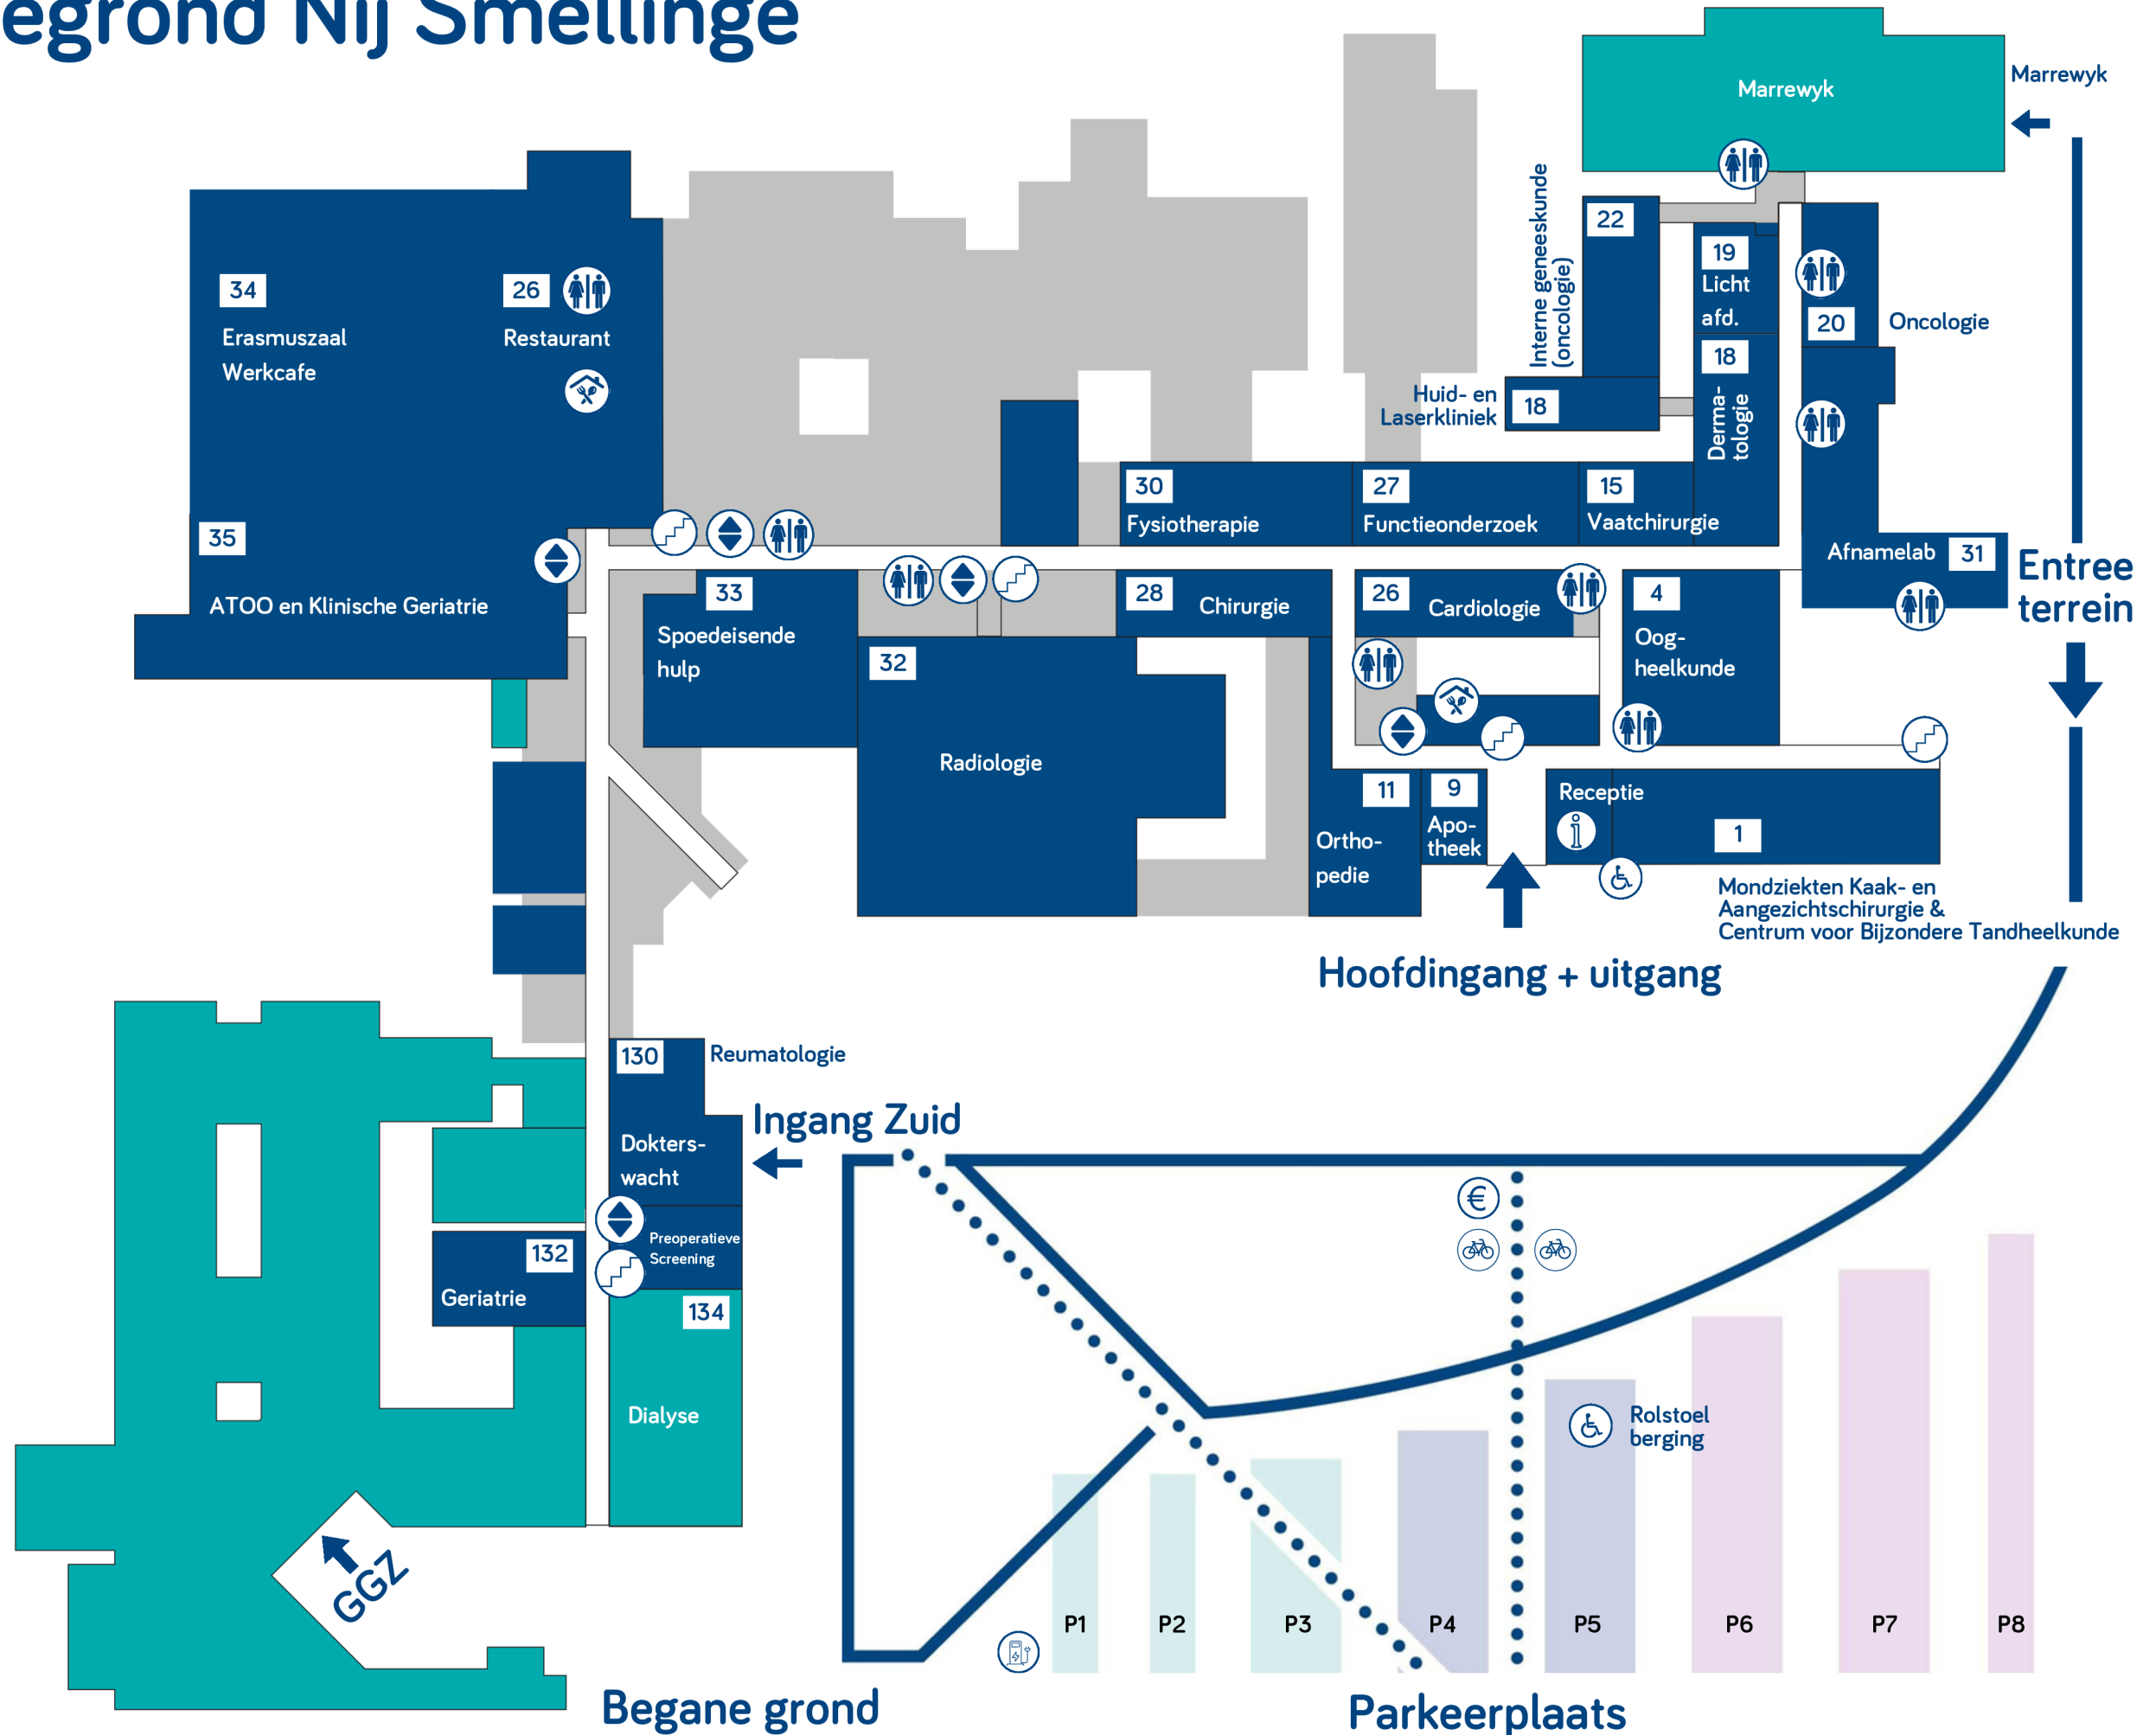 egrond Nij Smellinge
Marrewyk
Marrewyk
Interne geneeskunde
(oncologie)
22
19
Licht
afd.
20
Oncologie
18
Derma-
tologie
Huid- en
Laserkliniek
18
34
Erasmuszaal
Werkcafe
26
Restaurant
35
ATOO en Klinische Geriatrie
30
Fysiotherapie
27
Functieonderzoek
15
Vaatchirurgie
Afnamelab
31
Entree
terrein
33
Spoedeisende
hulp
28
Chirurgie
26
Cardiologie
4
Oog-
heelkunde
32
Radiologie
11
Ortho-
pedie
9
Apo-
theek
Receptie
1
Mondziekten Kaak- en
Aangezichtschirurgie &
Centrum voor Bijzondere Tandheelkunde
Hoofdingang + uitgang
130
Reumatologie
Ingang Zuid
Dokters-
wacht
Preoperatieve
Screening
132
Geriatrie
134
Dialyse
€
Rolstoel
berging
GGZ
P1
P2
P3
P4
P5
P6
P7
P8
Begane grond
Parkeerplaats